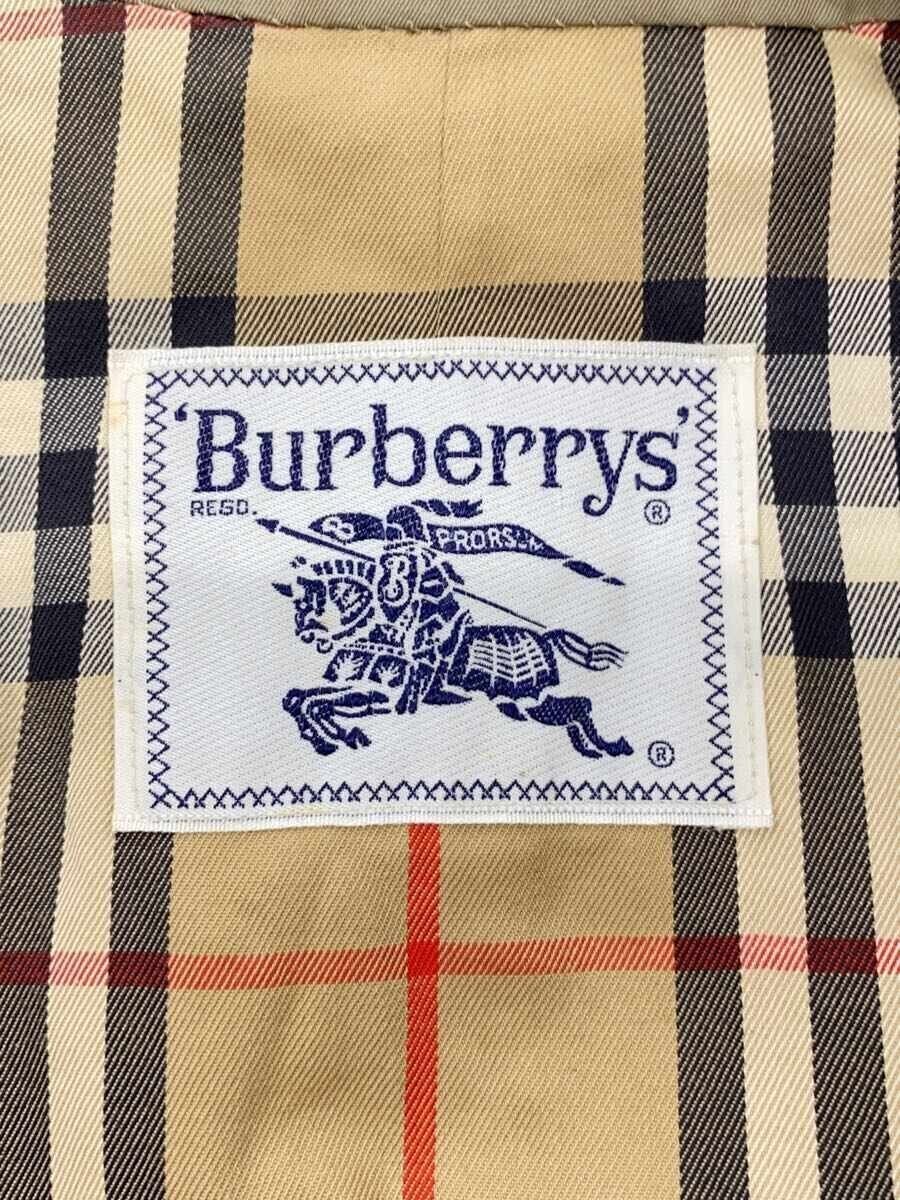 'Burberrys'
REGD. ®
B PRORSUM
B
®